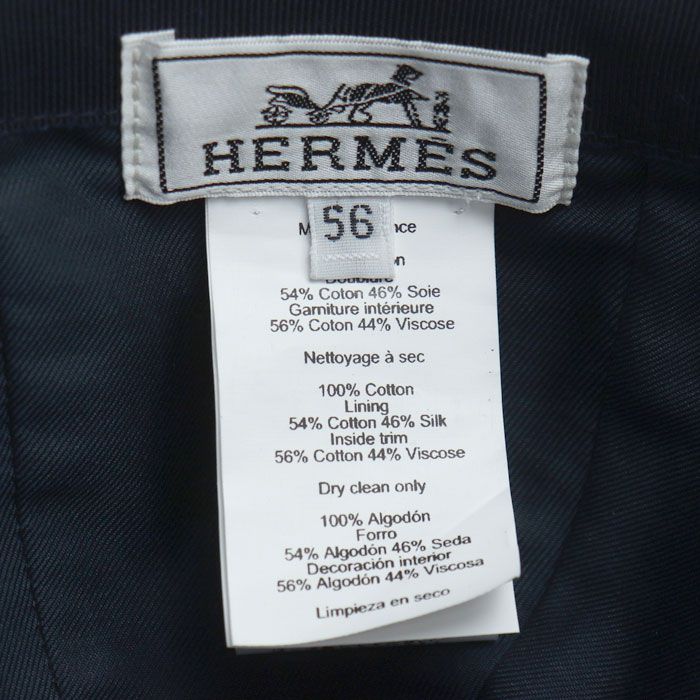 HERMES
56
54% Coton 46% Soie
Garniture intérieure
56% Coton 44% Viscose
Nettoyage à sec
100% Cotton
Lining
54% Cotton 46% Silk
Inside trim
56% Cotton 44% Viscose
Dry clean only
100% Algodón
Forro
54% Algodón 46% Seda
Decoración interior
56% Algodón 44% Viscosa
Limpieza en seco